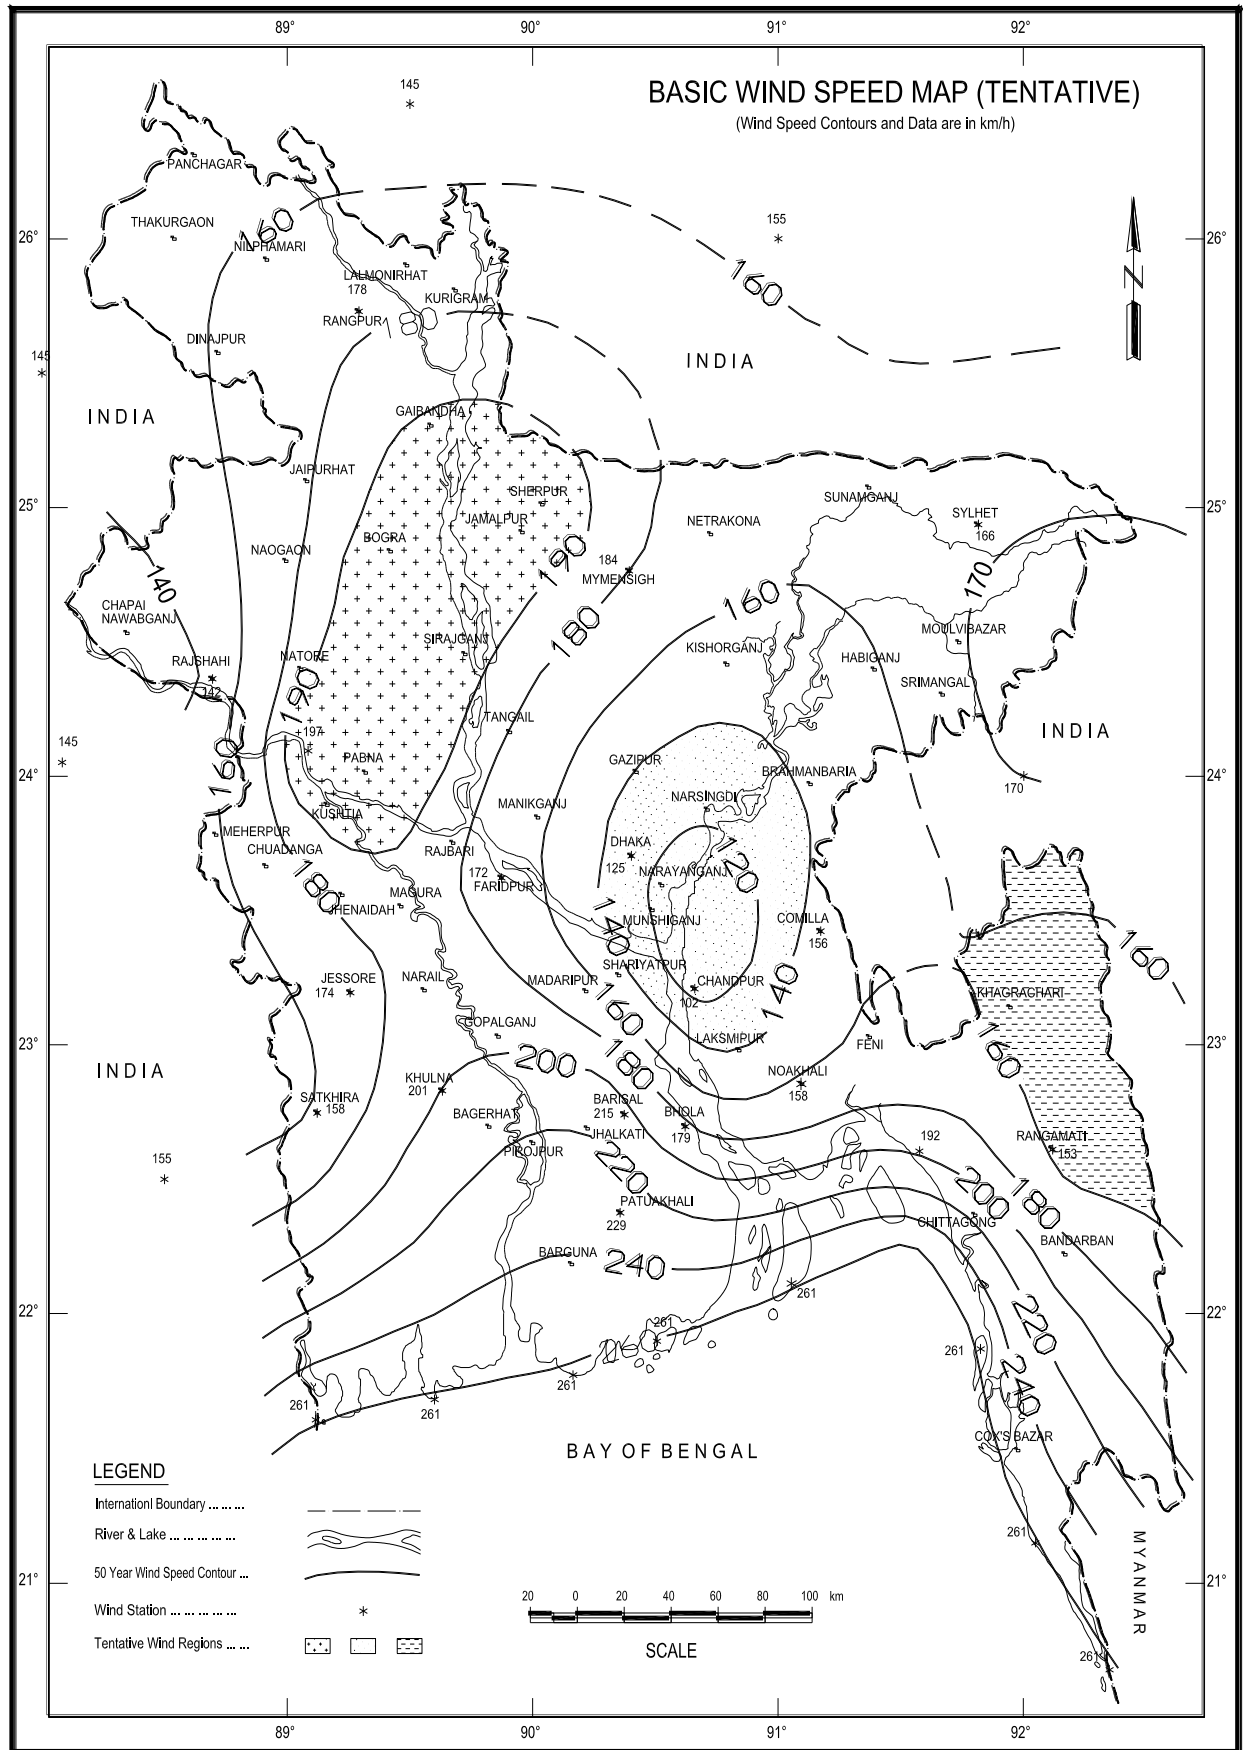 89° 90° 91° 92°
BASIC WIND SPEED MAP (TENTATIVE)
(Wind Speed Contours and Data are in km/h)
145
PANCHAGAR
THAKURGAON
160
155
26° 26°
NILPHAMARI
LALMONIRHAT
178
KURIGRAM
160
N
RANGPUR
180
DINAJPUR
145
INDIA
INDIA
GAIBANDHA
JAIPURHAT
SHERPUR
SUNAMGANJ
25° 25°
SYLHET
166
JAMALPUR
NETRAKONA
BOGRA
NAOGAON
190
184
MYMENSIGH
140
170
160
CHAPAI
NAWABGANJ
180
MOULVIBAZAR
SIRAJGANJ
KISHORGANJ
HABIGANJ
RAJSHAHI
142
NATORE
SRIMANGAL
190
TANGAIL
197
INDIA
145
160
GAZIPUR
PABNA
BRAHMANBARIA
24° 24°
170
NARSINGDI
MANIKGANJ
KUSHTIA
MEHERPUR
CHUADANGA
RAJBARI
DHAKA
125
120
172
FARIDPUR
NARAYANGANJ
180
MAGURA
JHENAIDAH
140
MUNSHIGANJ
COMILLA
156
160
SHARIYATPUR
JESSORE
174
NARAIL
MADARIPUR
CHANDPUR
102
140
KHAGRACHARI
160
GOPALGANJ
160
LAKSMIPUR
FENI
23° 23°
INDIA
200
180
KHULNA
201
NOAKHALI
158
SATKHIRA
158
BARISAL
215
BHOLA
179
BAGERHAT
JHALKATI
192
RANGAMATI
153
PIROJPUR
155
220
200
180
PATUAKHALI
229
CHITTAGONG
BANDARBAN
BARGUNA
240
261
22° 22°
261
220
261
240
261
261
261
COX'S BAZAR
BAY OF BENGAL
LEGEND
Internationl Boundary ... ... ...
River & Lake ... ... ... ... ...
261
MYANMAR
50 Year Wind Speed Contour ...
21° 21°
20 0 20 40 60 80 100 km
Wind Station ... ... ... ... ...
Tentative Wind Regions ... ...
SCALE
261
89° 90° 91° 92°